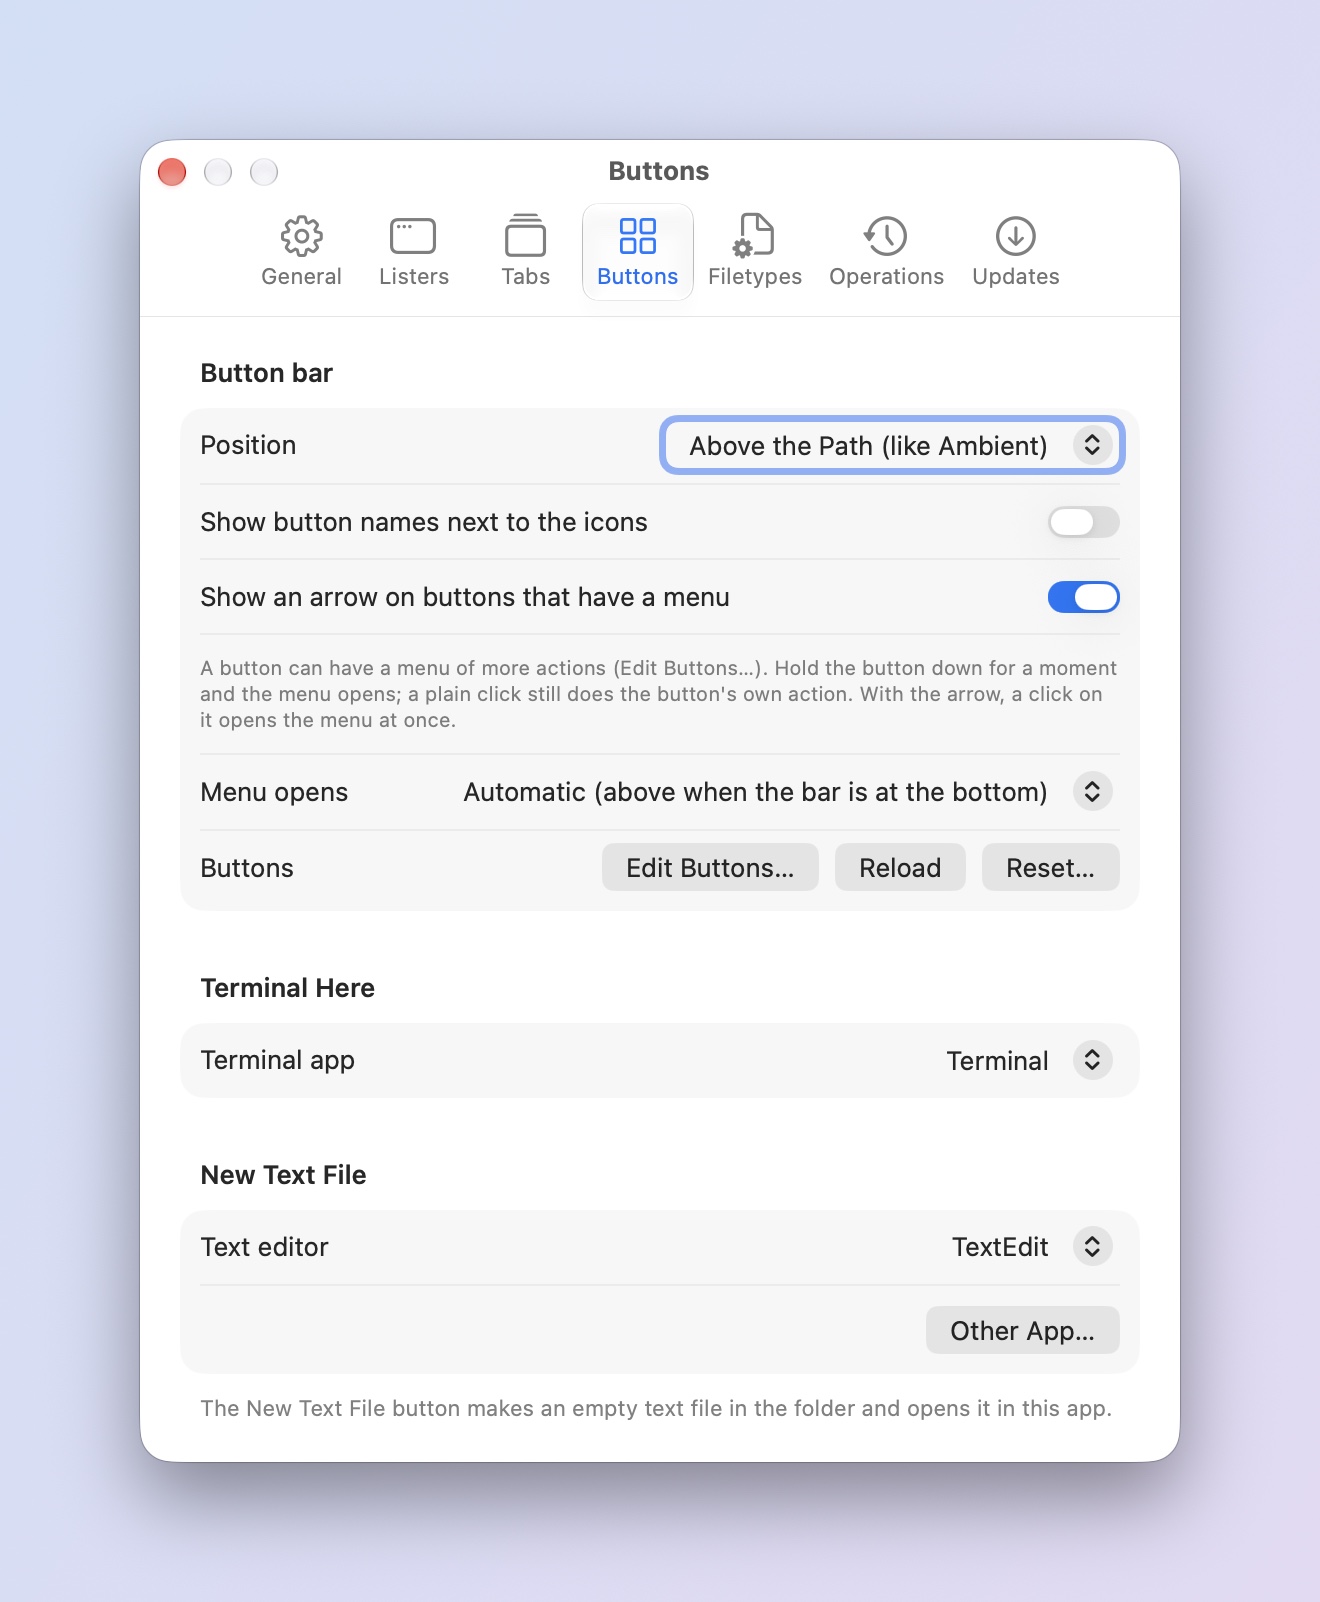 Buttons
General
Listers
Tabs
Buttons
Filetypes
Operations
Updates
Button bar
Position
Above the Path (like Ambient)
Show button names next to the icons
Show an arrow on buttons that have a menu
A button can have a menu of more actions (Edit Buttons…). Hold the button down for a moment
and the menu opens; a plain click still does the button's own action. With the arrow, a click on
it opens the menu at once.
Menu opens
Automatic (above when the bar is at the bottom)
Buttons
Edit Buttons…
Reload
Reset…
Terminal Here
Terminal app
Terminal
New Text File
Text editor
TextEdit
Other App…
The New Text File button makes an empty text file in the folder and opens it in this app.